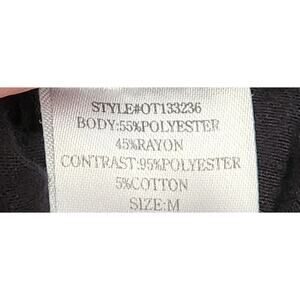 STYLE#OT133236
BODY:55%POLYESTER
45%RAYON
CONTRAST:95%POLYESTER
5%COTTON
SIZE:M